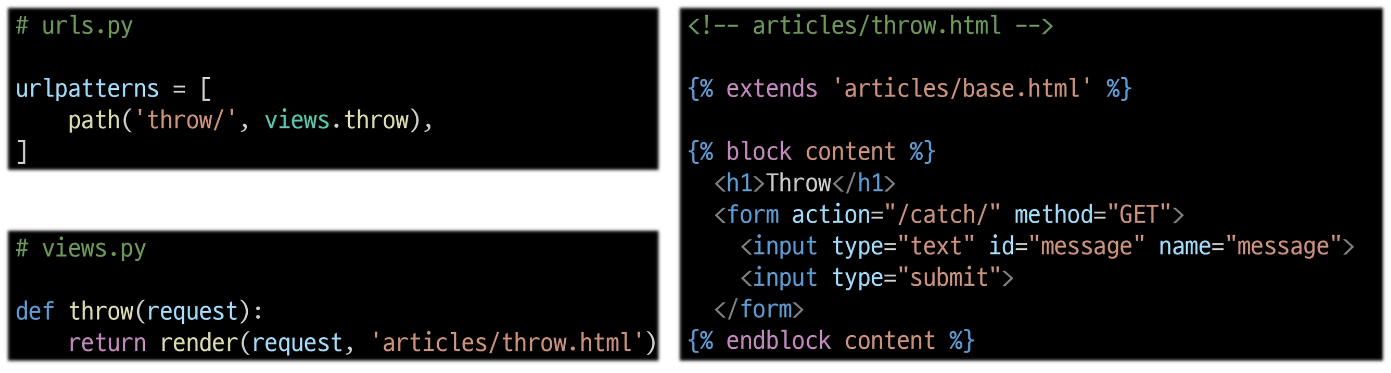 # urls.py
urlpatterns = [
    path('throw/', views.throw),
]
# views.py
def throw(request):
    return render(request, 'articles/throw.html')
<!-- articles/throw.html -->
{% extends 'articles/base.html' %}
{% block content %}
  <h1>Throw</h1>
  <form action="/catch/" method="GET">
    <input type="text" id="message" name="message">
    <input type="submit">
  </form>
{% endblock content %}